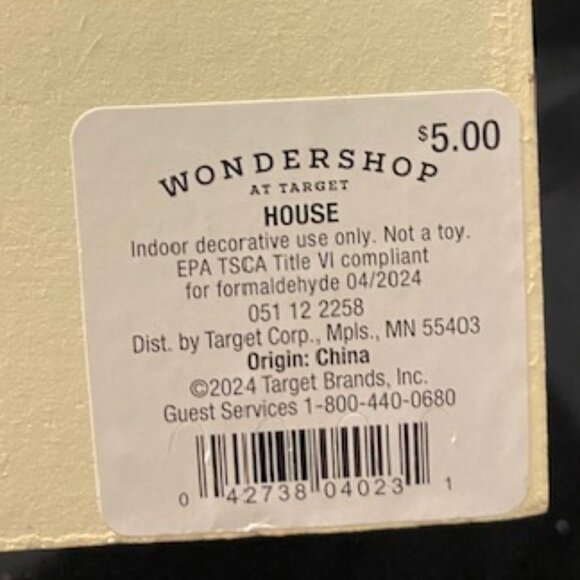 $5.00
WONDERSHOP
AT TARGET
HOUSE
Indoor decorative use only. Not a toy.
EPA TSCA Title VI compliant
for formaldehyde 04/2024
051 12 2258
Dist. by Target Corp., Mpls., MN 55403
Origin: China
©2024 Target Brands, Inc.
Guest Services 1-800-440-0680
0 42738 04023 1